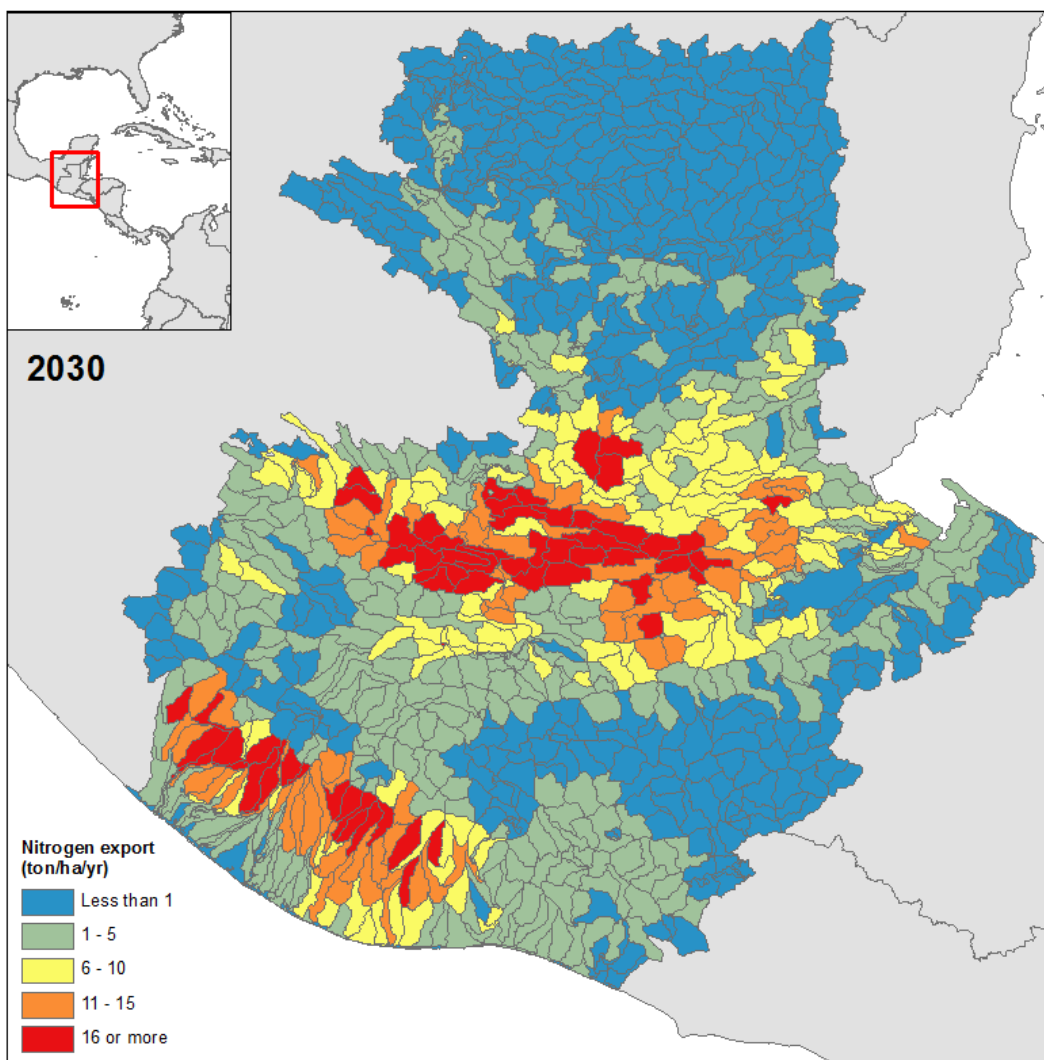 2030
Nitrogen export
(ton/ha/yr)
Less than 1
1 - 5
6 - 10
11 - 15
16 or more